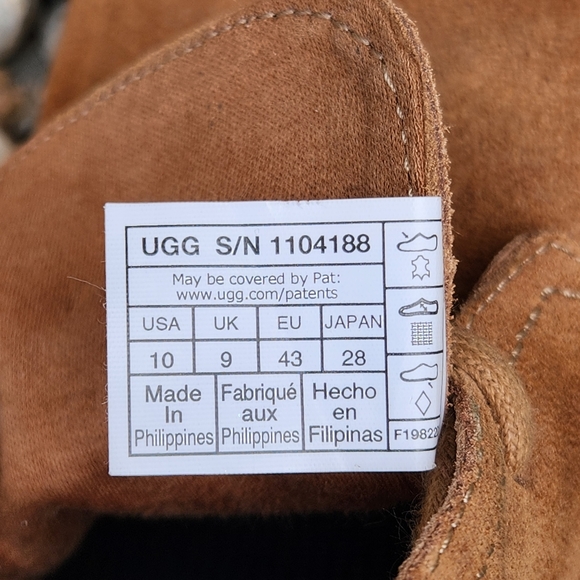 UGG S/N 1104188
May be covered by Pat:
www.ugg.com/patents
USA UK EU JAPAN
10 9 43 28
Made In Philippines
Fabriqué aux Philippines
Hecho en Filipinas